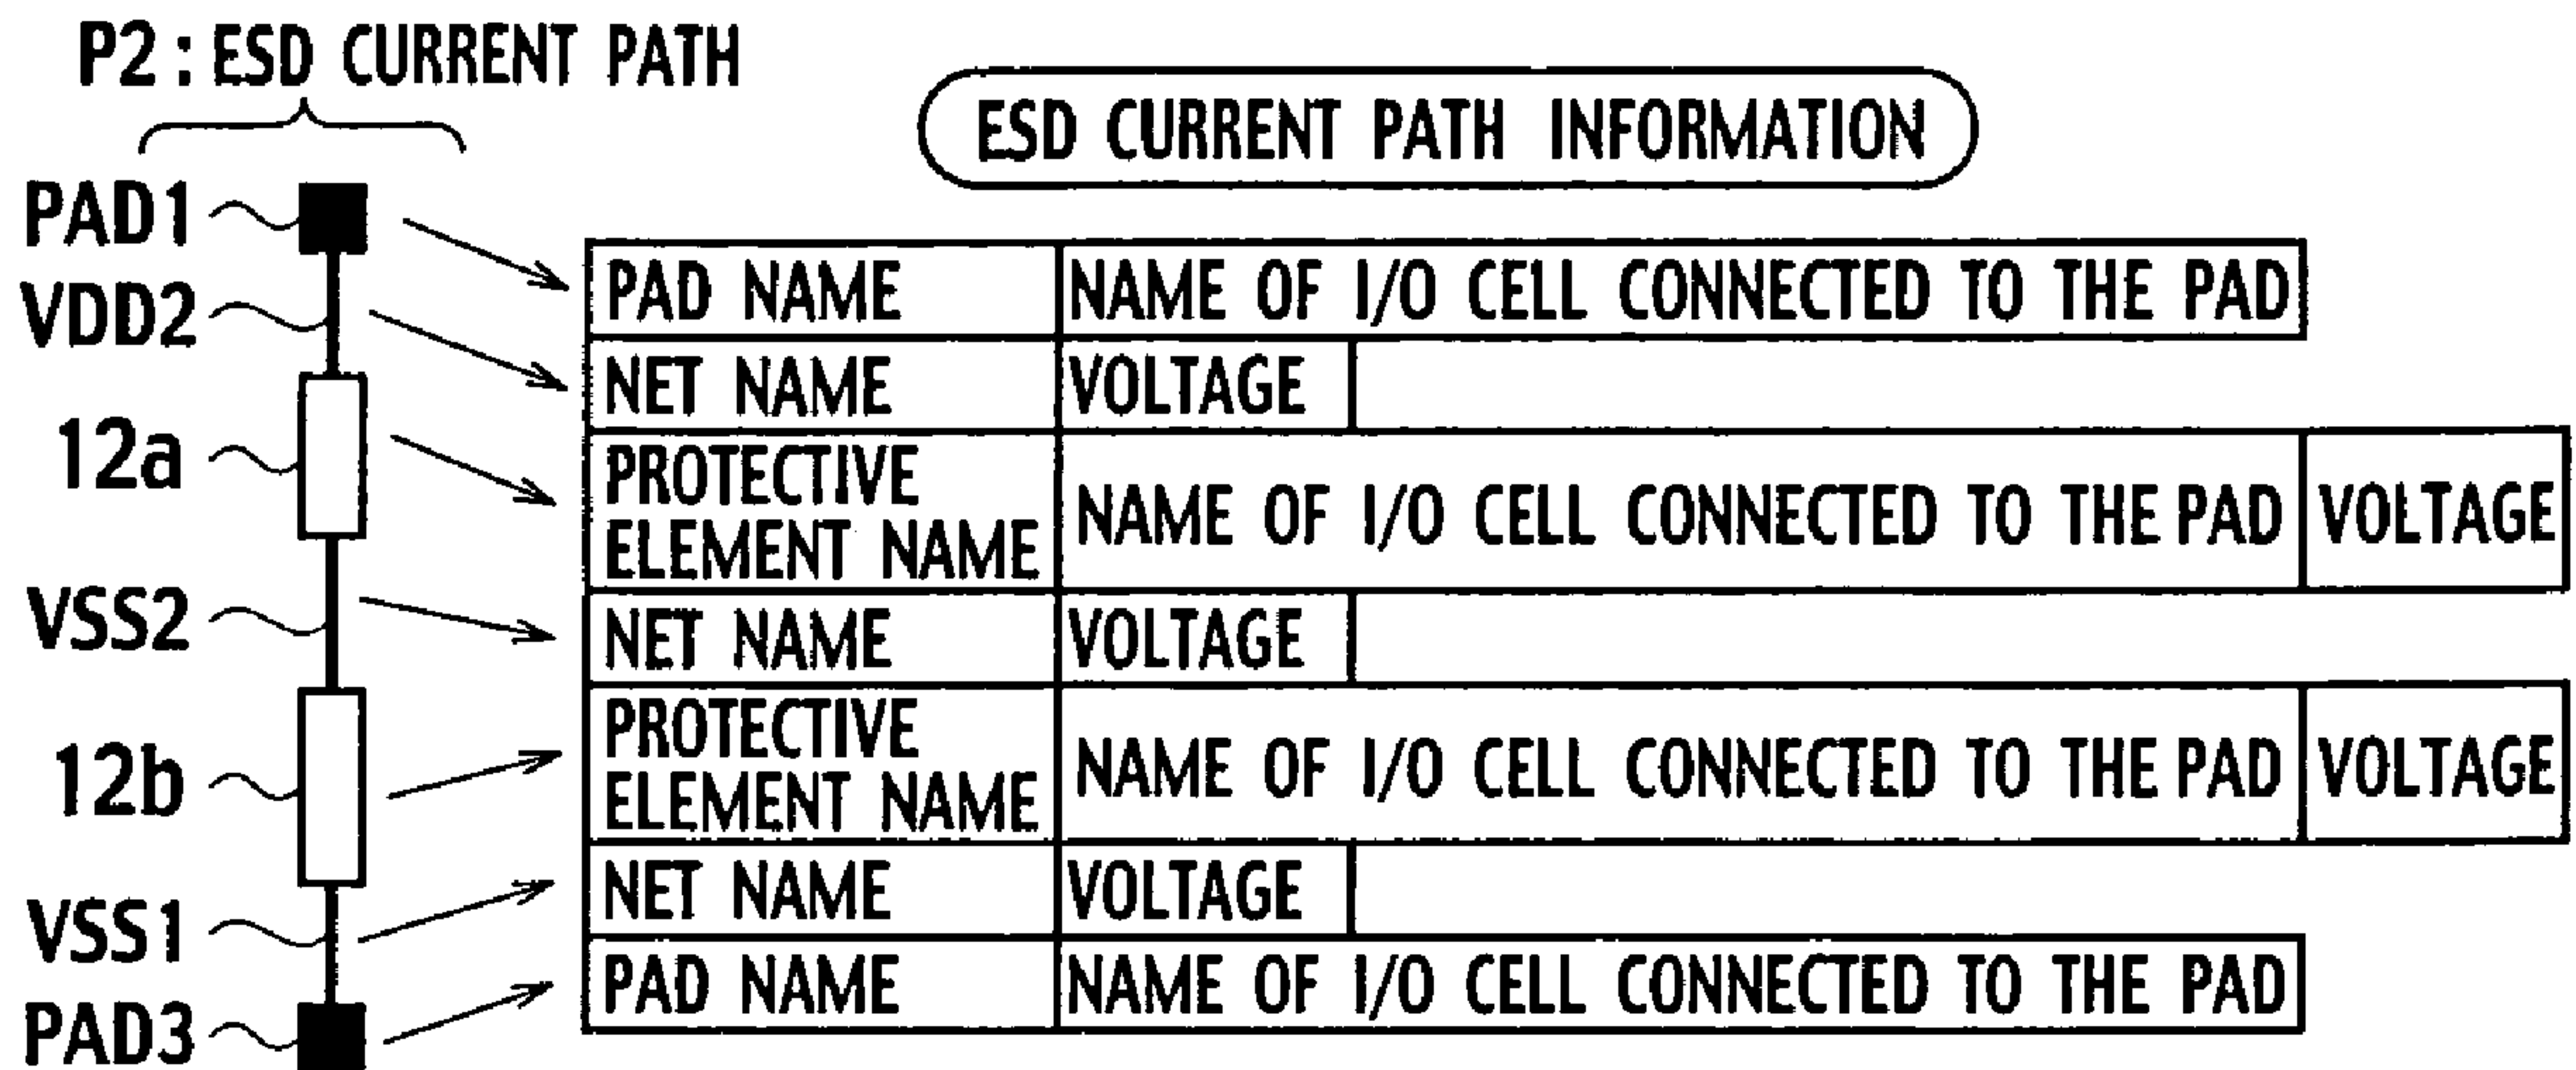 P2 : ESD CURRENT PATH
ESD CURRENT PATH INFORMATION
PAD1
VDD2
12a
VSS2
12b
VSS1
PAD3
PAD NAME NAME OF I/O CELL CONNECTED TO THE PAD
NET NAME VOLTAGE
PROTECTIVE
ELEMENT NAME NAME OF I/O CELL CONNECTED TO THE PAD VOLTAGE
NET NAME VOLTAGE
PROTECTIVE
ELEMENT NAME NAME OF I/O CELL CONNECTED TO THE PAD VOLTAGE
NET NAME VOLTAGE
PAD NAME NAME OF I/O CELL CONNECTED TO THE PAD